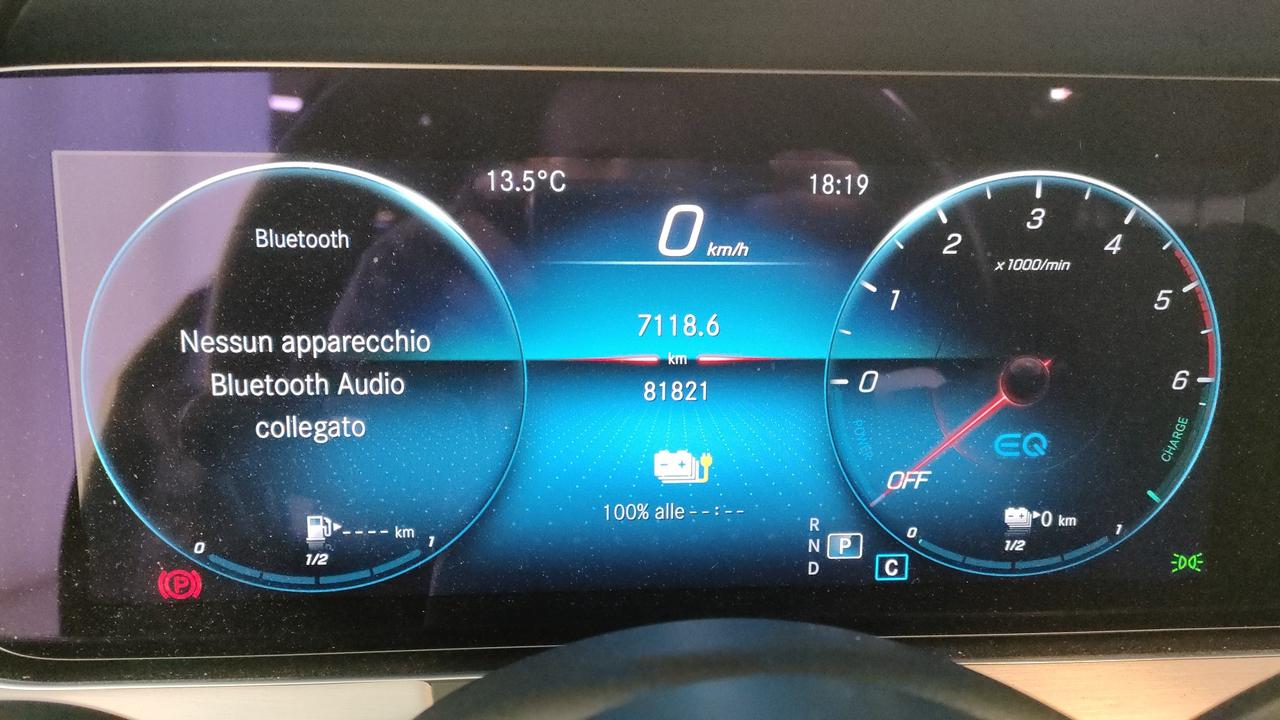 13.5°C
18:19
0 km/h
Bluetooth
Nessun apparecchio
Bluetooth Audio
collegato
7118.6
km
81821
100% alle --:--
----- km
0 1/2 1
P
R
N P
D
C
0 1 2 3 4 5 6
x1000/min
POWER
CHARGE
EQ
OFF
0 km
0 1/2 1